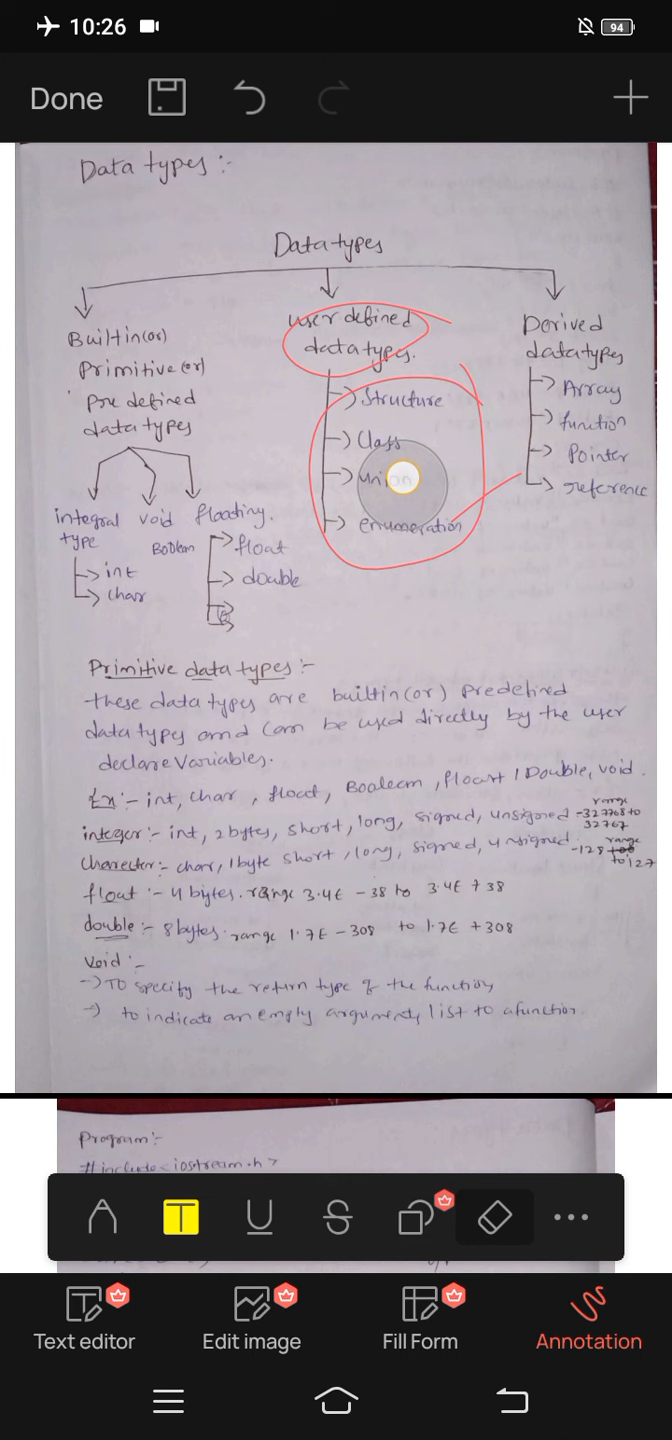 10:26
94
Done
Data types :-
Datatypes
Builtin(or)
Primitive(or)
Pre defined
data types
integral void floating.
type
Boolean
int
char
float
double
user defined
datatypes.
Structure
Class
union
enumeration
Derived
datatypes
Array
function
Pointer
reference
Primitive data types :-
these data types are builtin(or) predefined
data types and can be used directly by the user
declare variables.
Ex :- int, char, float, Boolean, float / Double, void.
integer :- int, 2 bytes, short, long, signed, unsigned range -32768 to 32767
charecter :- char, 1 byte short, long, signed, unsigned. range -128 to 127
float :- 4 bytes. range 3.4E -38 to 3.4E +38
double :- 8 bytes. range 1.7E -308 to 1.7E +308
Void :-
-> To specify the return type of the function,
-> to indicate an empty arguments list to a function.
Program :-
#include<iostream.h>
T
U
S
Text editor
Edit image
Fill Form
Annotation